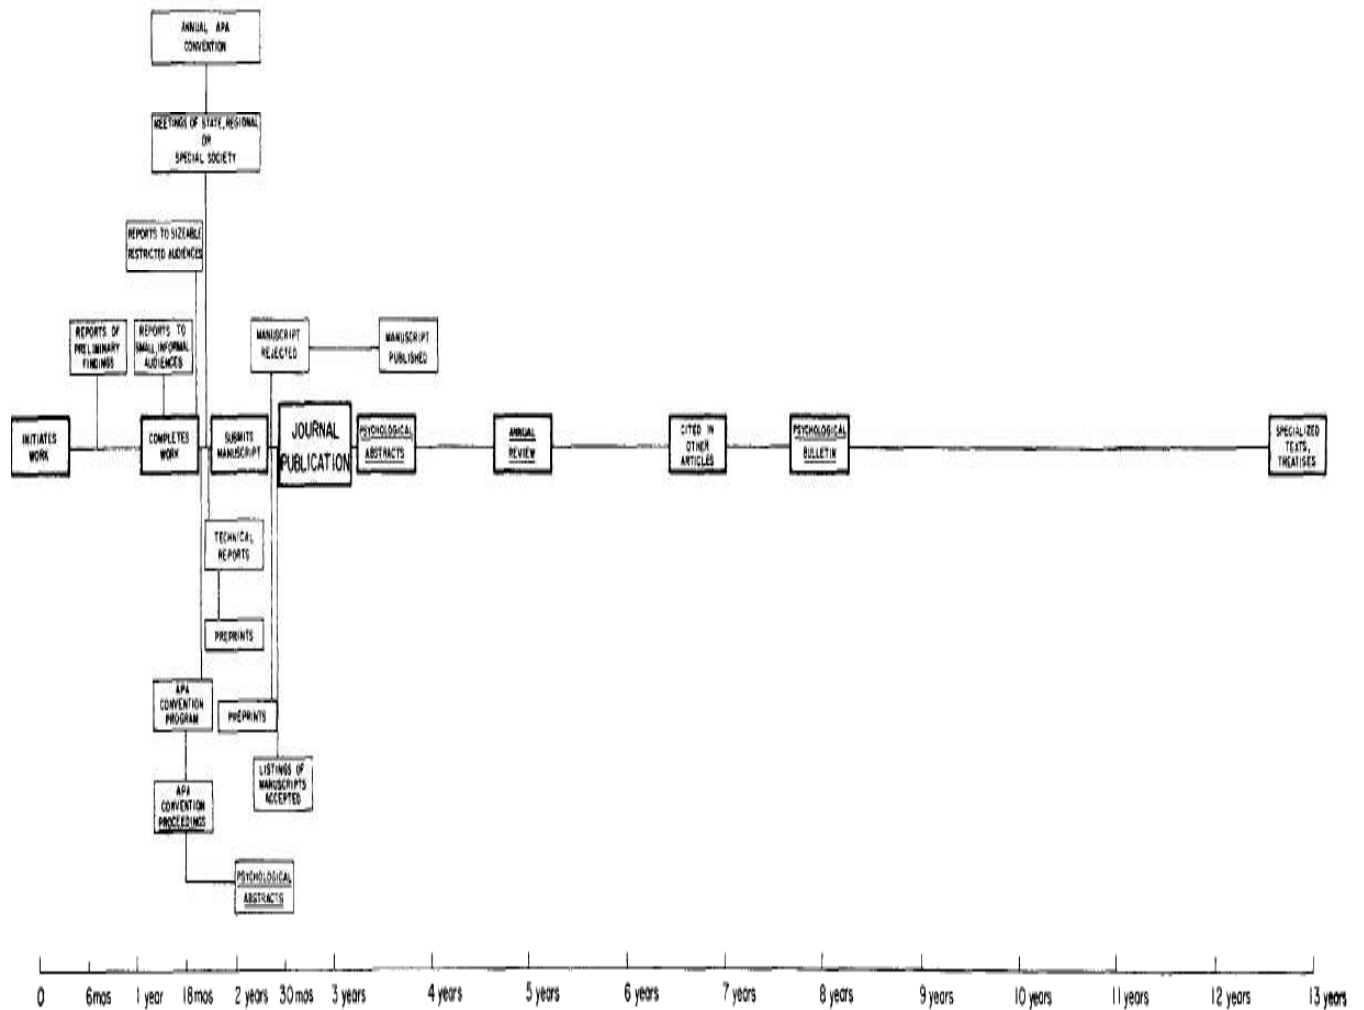 ANNUAL APA
CONVENTION
MEETINGS OF STATE, REGIONAL
OR
SPECIAL SOCIETY
REPORTS TO SIZEABLE
RESTRICTED AUDIENCES
REPORTS OF
PRELIMINARY
FINDINGS
REPORTS TO
SMALL, INFORMAL
AUDIENCES
MANUSCRIPT
REJECTED
MANUSCRIPT
PUBLISHED
INITIATES
WORK
COMPLETES
WORK
SUBMITS
MANUSCRIPT
JOURNAL
PUBLICATION
PSYCHOLOGICAL
ABSTRACTS
ANNUAL
REVIEW
CITED IN
OTHER
ARTICLES
PSYCHOLOGICAL
BULLETIN
SPECIALIZED
TEXTS,
TREATISES
TECHNICAL
REPORTS
PREPRINTS
APA
CONVENTION
PROGRAM
PREPRINTS
LISTINGS OF
MANUSCRIPTS
ACCEPTED
APA
CONVENTION
PROCEEDINGS
PSYCHOLOGICAL
ABSTRACTS
0 6mos 1 year 18mos 2 years 30mos 3 years 4 years 5 years 6 years 7 years 8 years 9 years 10 years 11 years 12 years 13 years